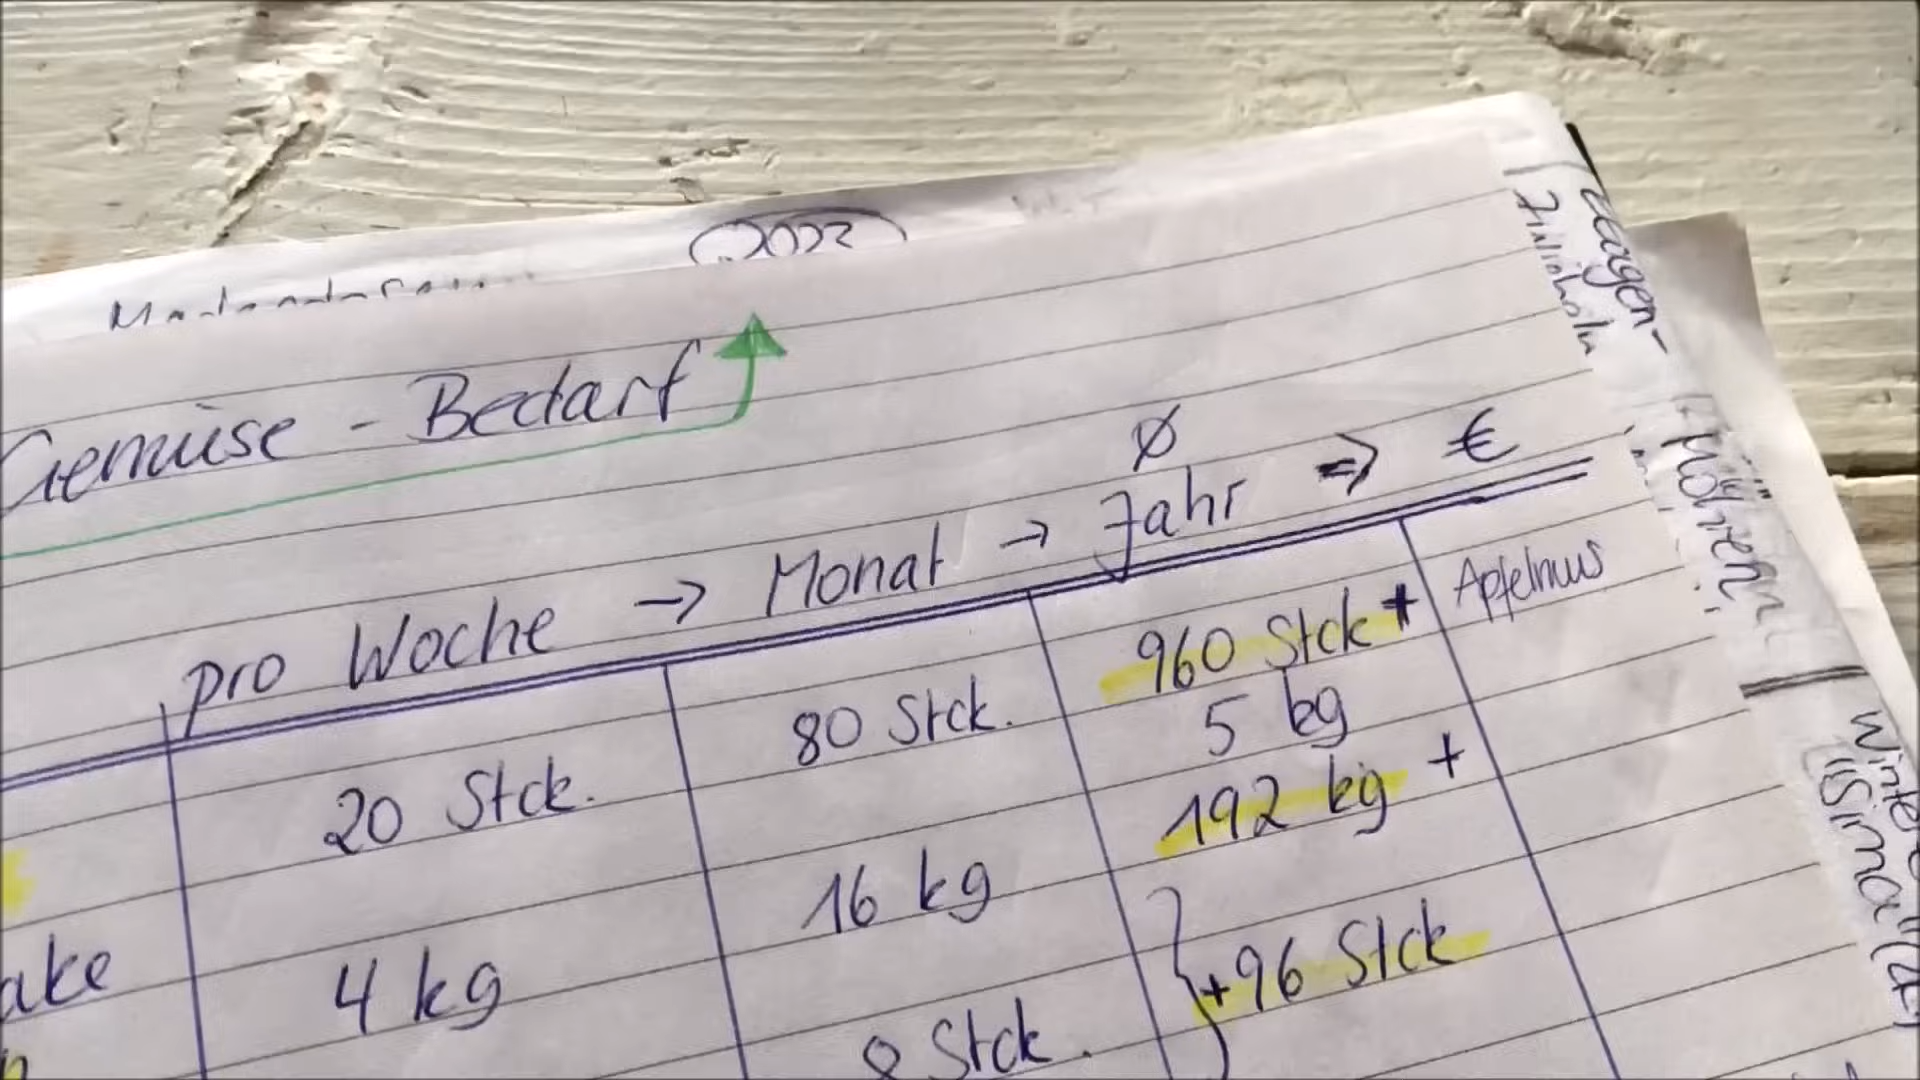 2022
Gemüse - Bedarf
Ø
pro Woche → Monat → Jahr ⇒ €
20 Stck. 80 Stck. 960 Stck + Apfelmus
5 kg
4 kg 16 kg 192 kg +
8 Stck. } + 96 Stck
ake
Möhren